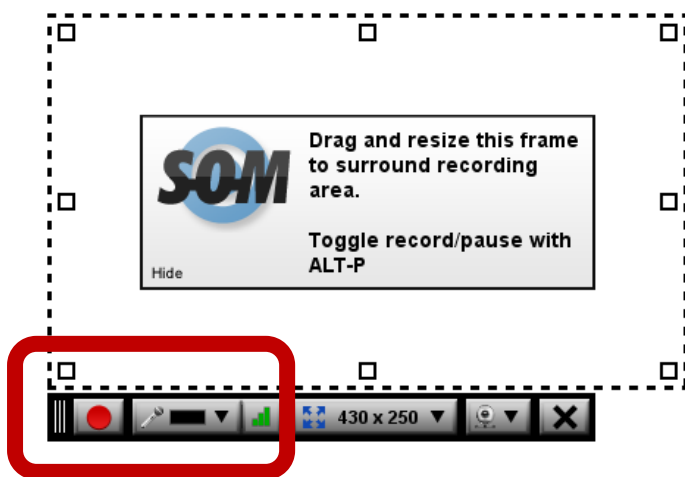 SOM
Drag and resize this frame
to surround recording
area.
Toggle record/pause with
ALT-P
Hide
430 x 250